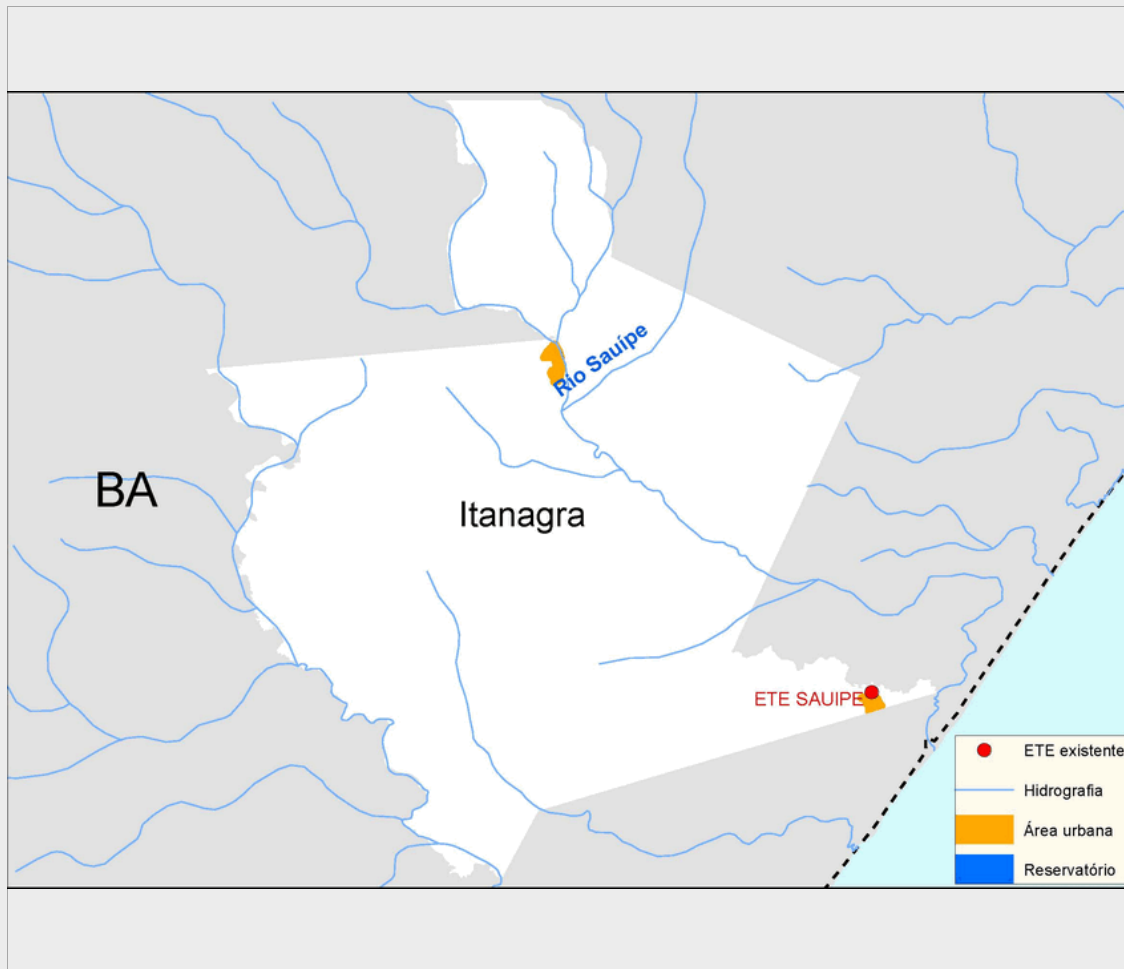 Rio Sauípe
BA
Itanagra
ETE SAUIPE
ETE existente
Hidrografia
Área urbana
Reservatório